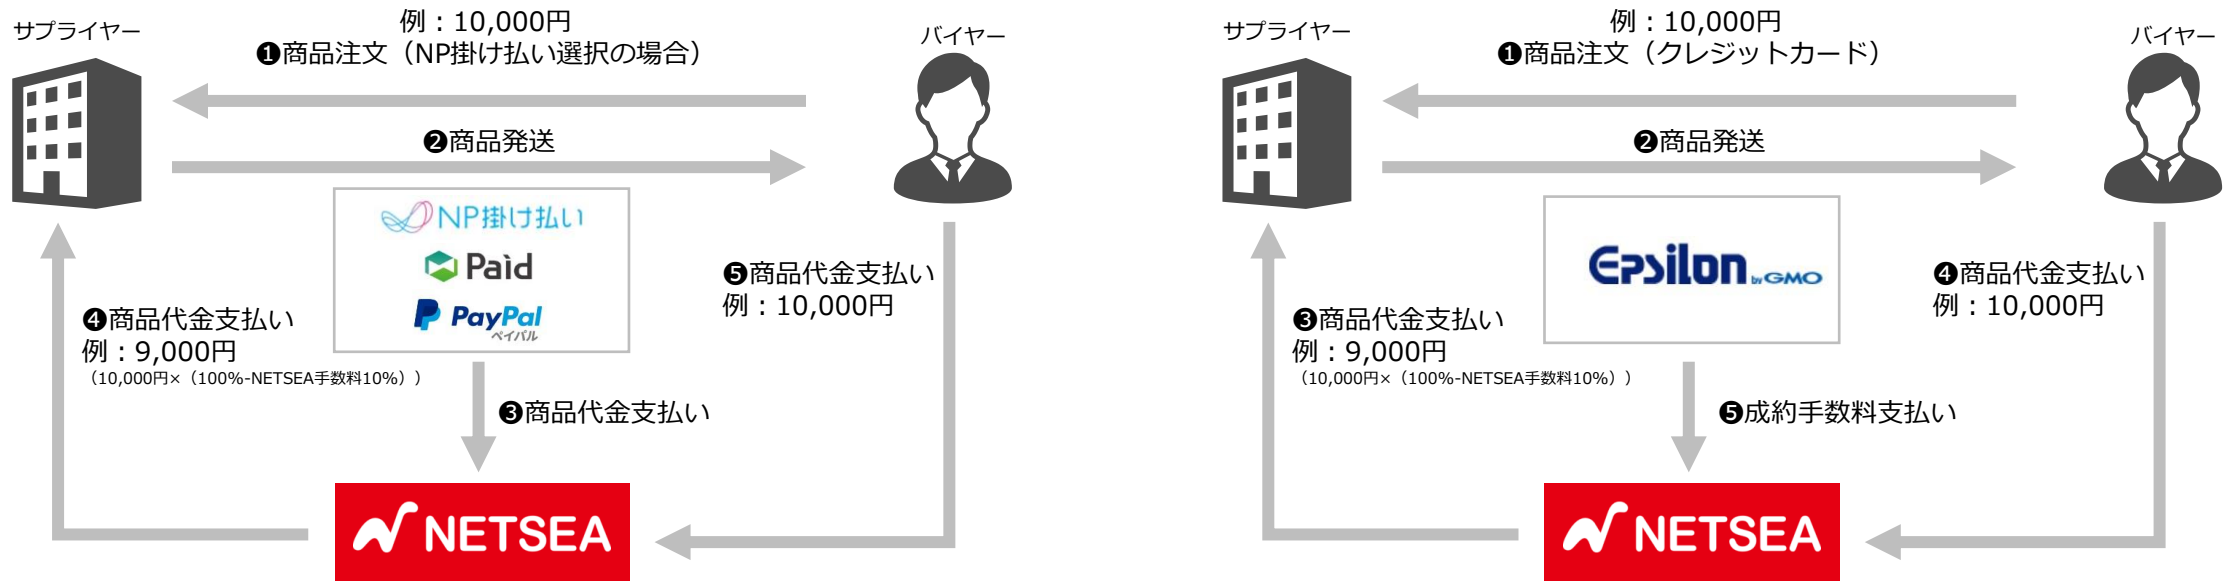 サプライヤー
例：10,000円
❶商品注文（NP掛け払い選択の場合）
バイヤー
❷商品発送
NP掛け払い
Paid
PayPal
ペイパル
❺商品代金支払い
例：10,000円
❹商品代金支払い
例：9,000円
（10,000円×（100%-NETSEA手数料10%））
❸商品代金支払い
NETSEA
サプライヤー
例：10,000円
❶商品注文（クレジットカード）
バイヤー
❷商品発送
Epsilon by GMO
❹商品代金支払い
例：10,000円
❸商品代金支払い
例：9,000円
（10,000円×（100%-NETSEA手数料10%））
❺成約手数料支払い
NETSEA